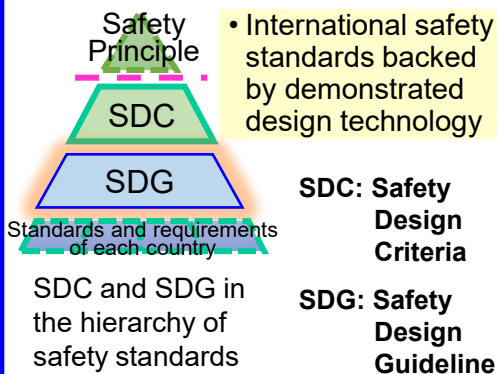 Safety
Principle
SDC
SDG
Standards and requirements
of each country
SDC and SDG in
the hierarchy of
safety standards
• International safety
standards backed
by demonstrated
design technology
SDC: Safety
Design
Criteria
SDG: Safety
Design
Guideline